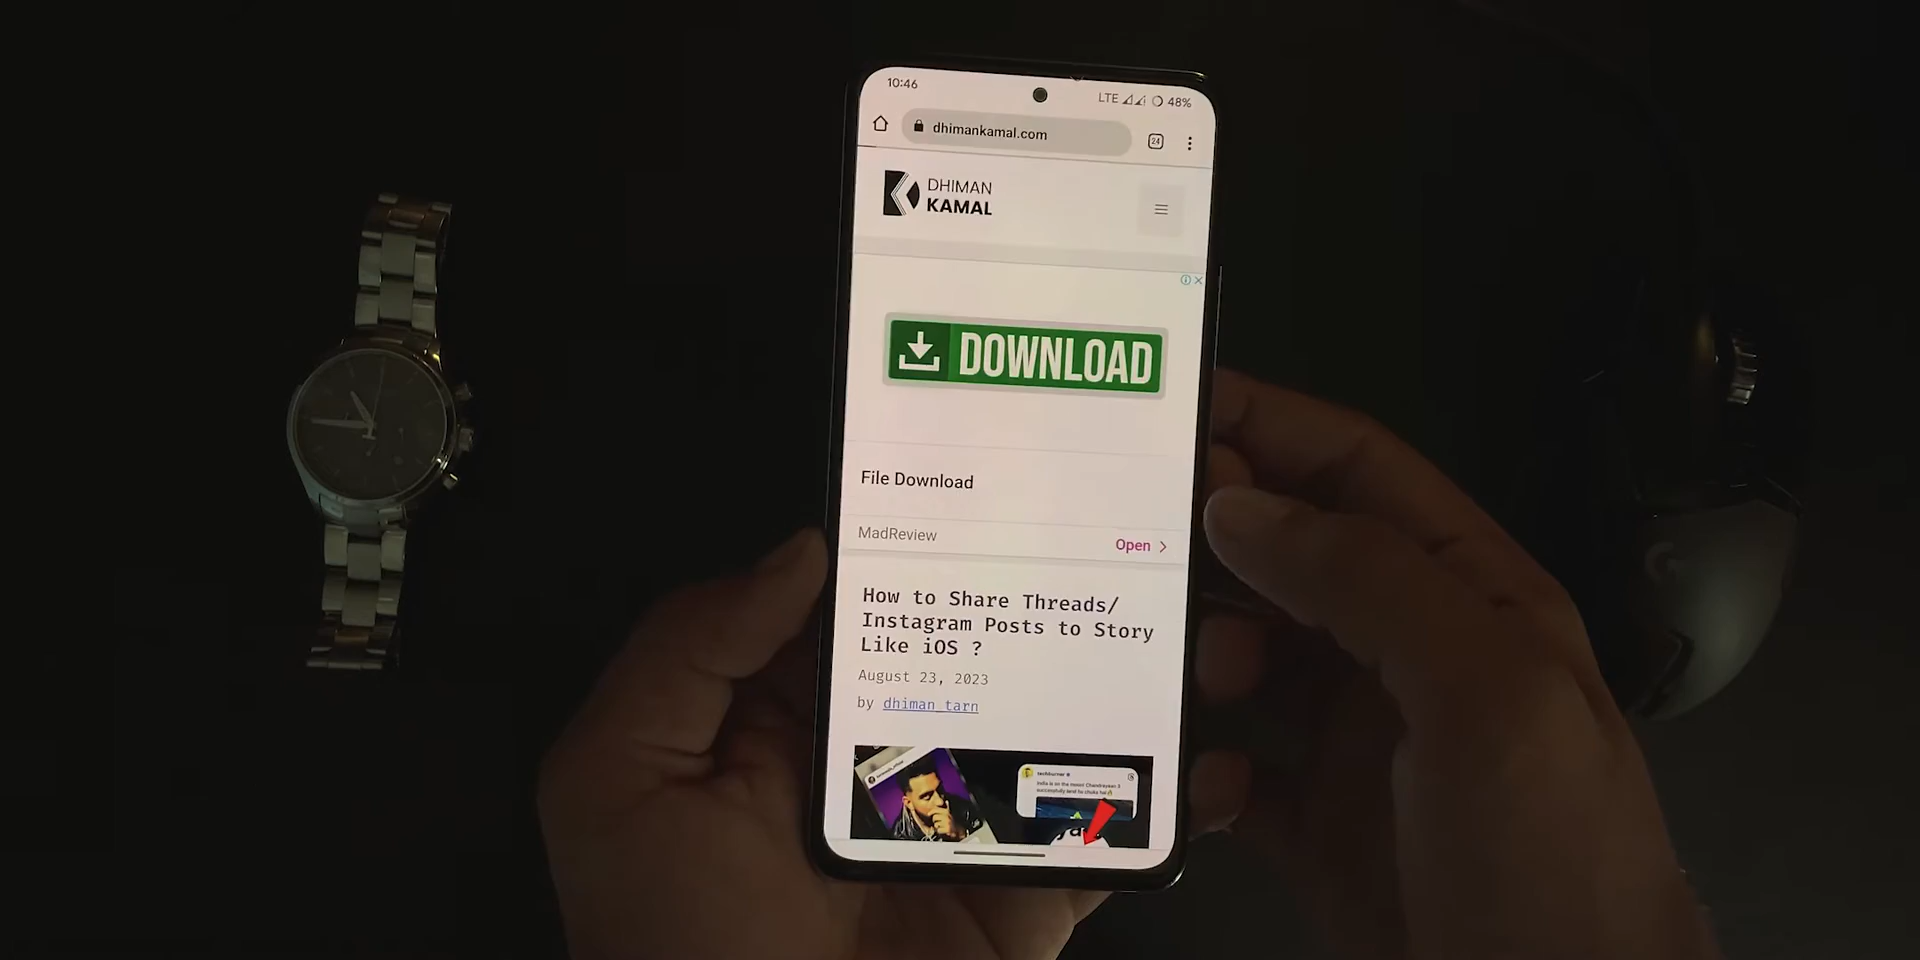 10:46
LTE 48%
dhimankamal.com
24
DHIMAN
KAMAL
DOWNLOAD
File Download
MadReview
Open
How to Share Threads/
Instagram Posts to Story
Like iOS ?
August 23, 2023
by dhiman_tarn
techburner